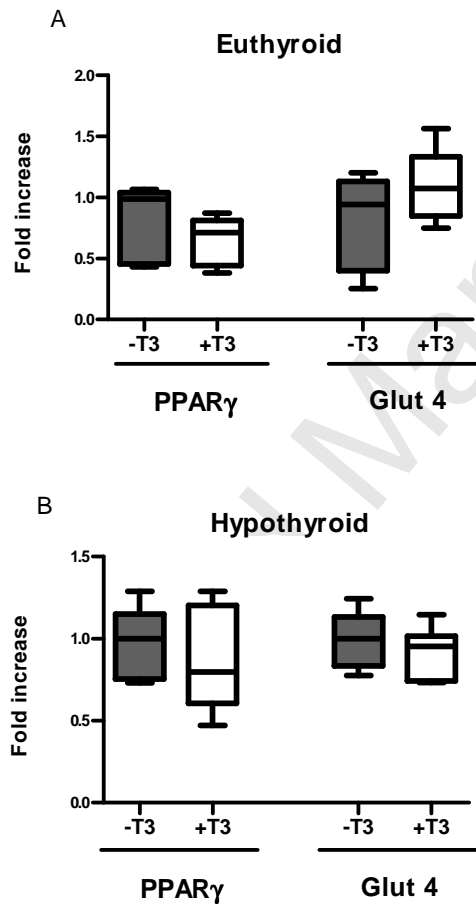 A
Euthyroid
2.0
1.5
1.0
0.5
0.0
Fold increase
-T3 +T3 -T3 +T3
PPARγ Glut 4
B
Hypothyroid
1.5
1.0
0.5
0.0
Fold increase
-T3 +T3 -T3 +T3
PPARγ Glut 4